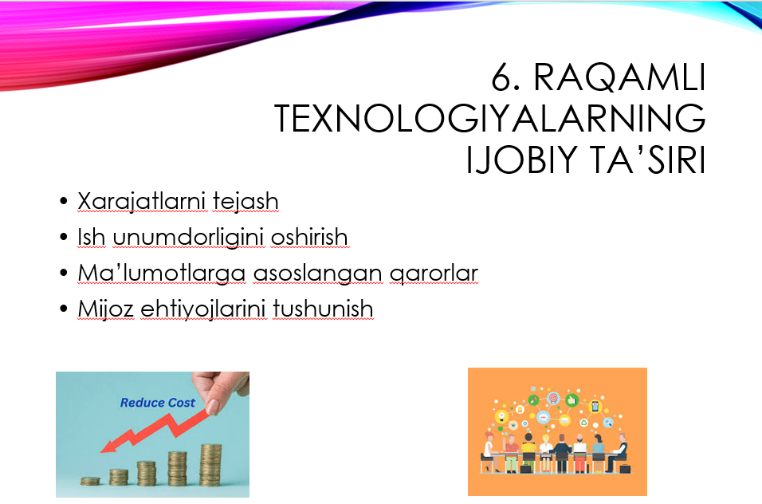 6. RAQAMLI
TEXNOLOGIYALARNING
IJOBIY TA’SIRI
• Xarajatlarni tejash
• Ish unumdorligini oshirish
• Ma’lumotlarga asoslangan qarorlar
• Mijoz ehtiyojlarini tushunish
Reduce Cost